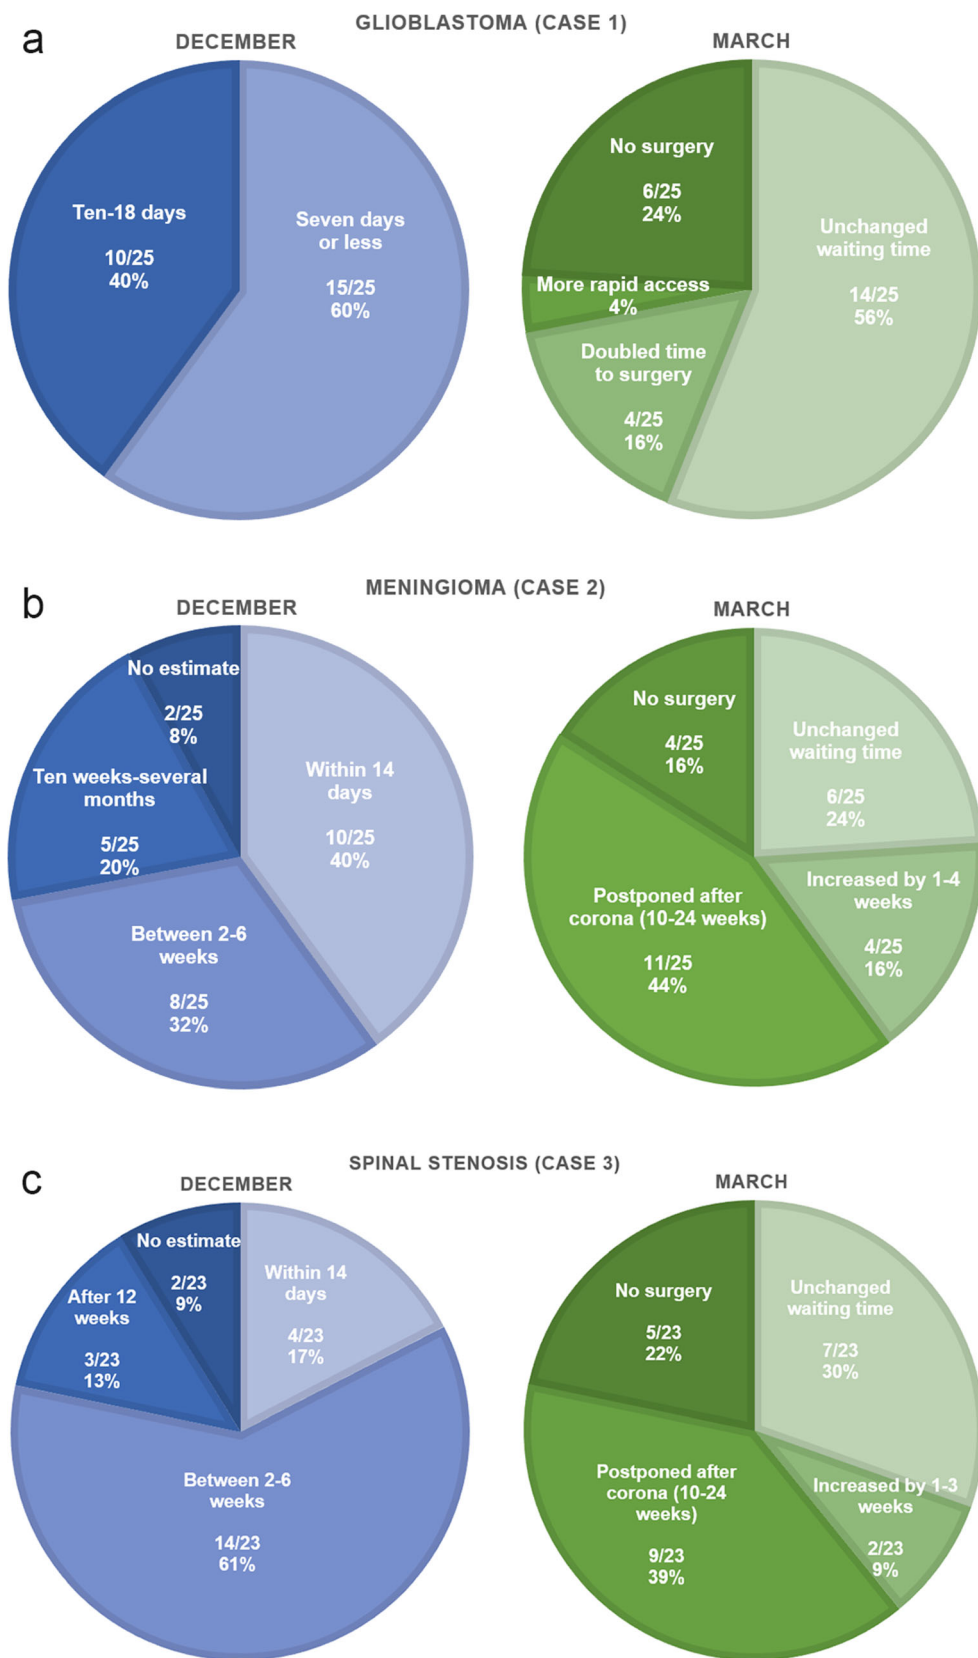 a
GLIOBLASTOMA (CASE 1)
DECEMBER
Ten-18 days
10/25
40%
Seven days
or less
15/25
60%
MARCH
No surgery
6/25
24%
More rapid access
4%
Doubled time
to surgery
4/25
16%
Unchanged
waiting time
14/25
56%
b
MENINGIOMA (CASE 2)
DECEMBER
No estimate
2/25
8%
Ten weeks-several
months
5/25
20%
Within 14
days
10/25
40%
Between 2-6
weeks
8/25
32%
MARCH
No surgery
4/25
16%
Unchanged
waiting time
6/25
24%
Postponed after
corona (10-24 weeks)
11/25
44%
Increased by 1-4
weeks
4/25
16%
c
SPINAL STENOSIS (CASE 3)
DECEMBER
No estimate
2/23
9%
Within 14
days
4/23
17%
After 12
weeks
3/23
13%
Between 2-6
weeks
14/23
61%
MARCH
No surgery
5/23
22%
Unchanged
waiting time
7/23
30%
Postponed after
corona (10-24
weeks)
9/23
39%
Increased by 1-3
weeks
2/23
9%